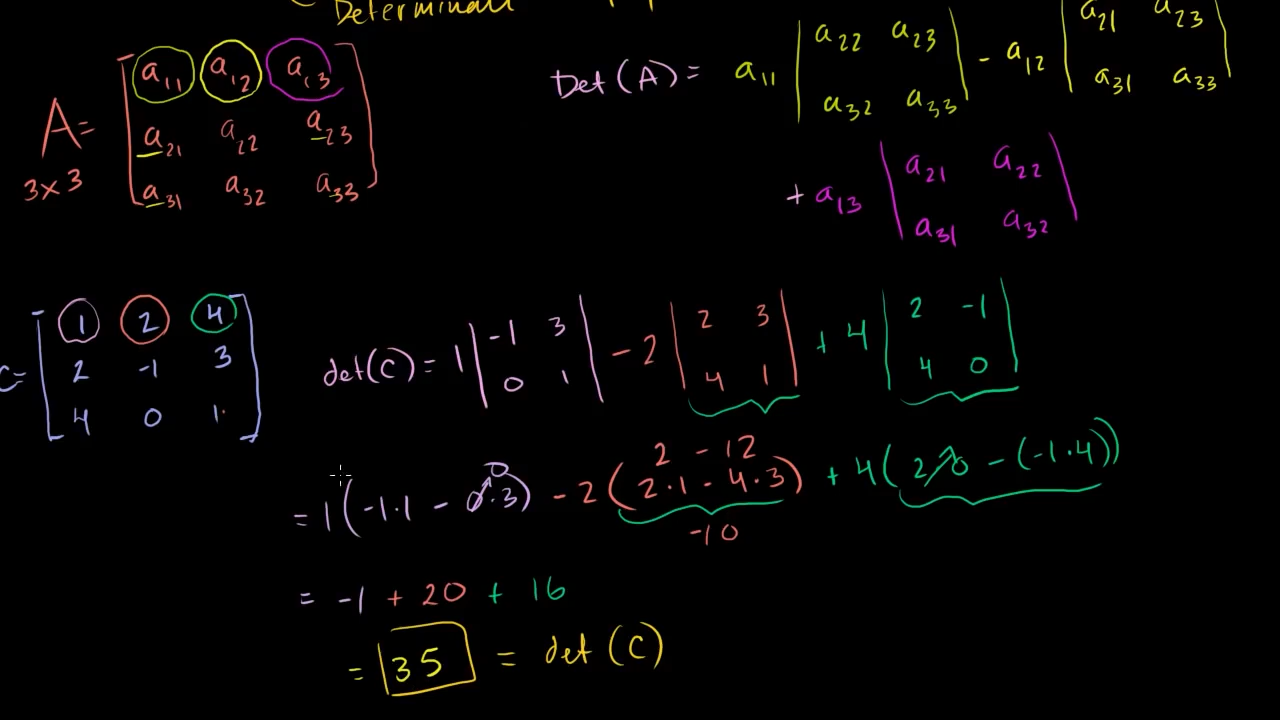 Determinant
A = [ a11 a12 a13
3×3 a21 a22 a23
a31 a32 a33 ]
Det(A) = a11 | a22 a23 | - a12 | a21 a23 |
| a32 a33 | | a31 a33 |
+ a13 | a21 a22 |
| a31 a32 |
C = [ 1 2 4
2 -1 3
4 0 1 ]
det(C) = 1 | -1 3 | - 2 | 2 3 | + 4 | 2 -1 |
| 0 1 | | 4 1 | | 4 0 |
2 - 12
= 1(-1·1 - 0·3) - 2(2·1 - 4·3) + 4(2·0 - (-1·4))
0
-10
= -1 + 20 + 16
= 35 = det(C)